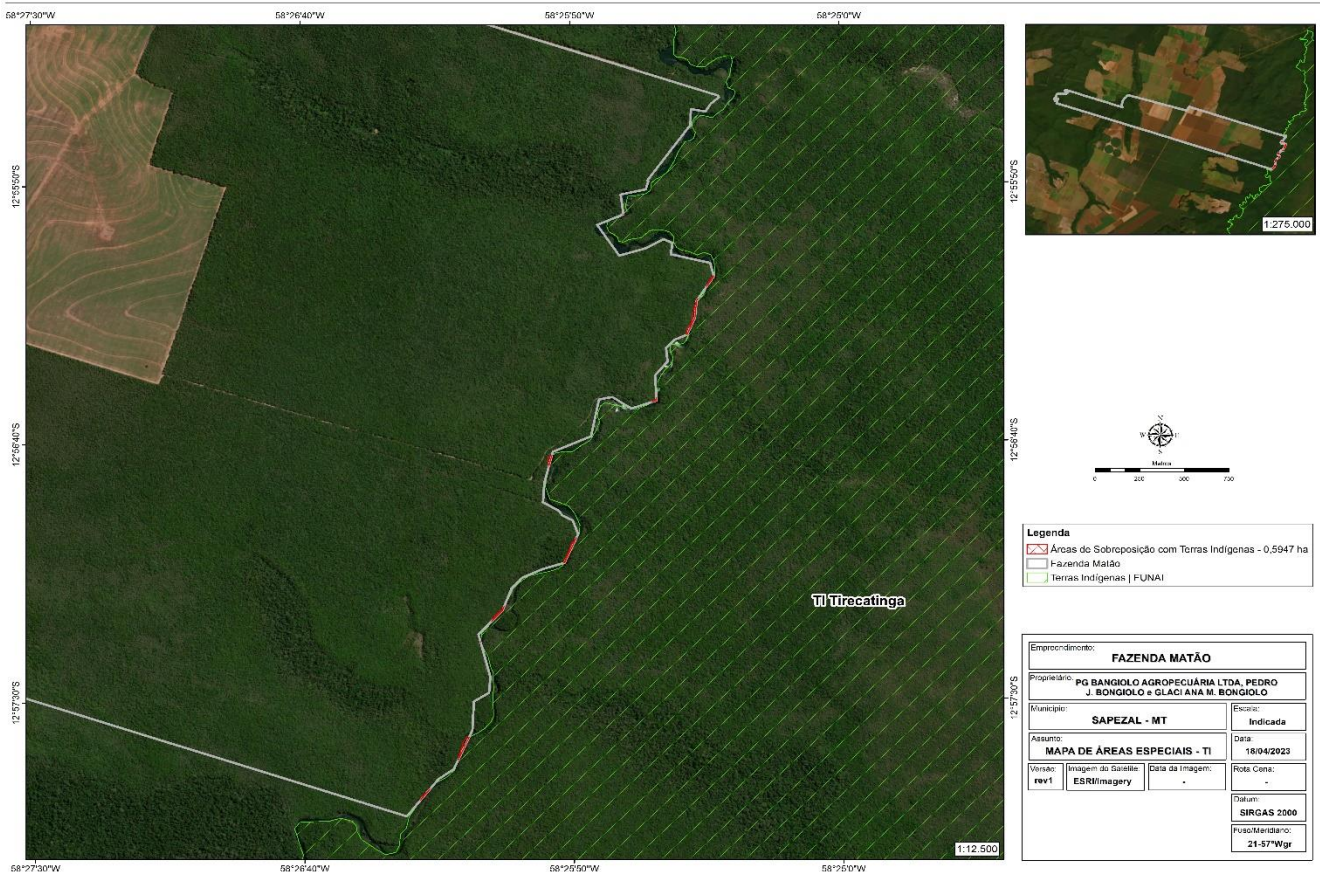 58°27'30"W
58°26'40"W
58°25'50"W
58°25'0"W
12°55'50"S
12°55'50"S
12°56'40"S
12°56'40"S
12°57'30"S
12°57'30"S
TI Tirecatinga
1:12.500
58°27'30"W
58°26'40"W
58°25'50"W
58°25'0"W
1:275.000
N
W
E
S
Metros
0 250 500 750
Legenda
Áreas de Sobreposição com Terras Indígenas - 0,5947 ha
Fazenda Matão
Terras Indígenas | FUNAI
Empreendimento:
FAZENDA MATÃO
Proprietário:
PG BANGIOLO AGROPECUÁRIA LTDA, PEDRO
J. BONGIOLO e GLACI ANA M. BONGIOLO
Município:
SAPEZAL - MT
Escala:
Indicada
Assunto:
MAPA DE ÁREAS ESPECIAIS - TI
Data:
18/04/2023
Versão:
rev1
Imagem do Satélite:
ESRI/Imagery
Data da Imagem:
-
Rota Cena:
-
Datum:
SIRGAS 2000
Fuso/Meridiano:
21-57°Wgr